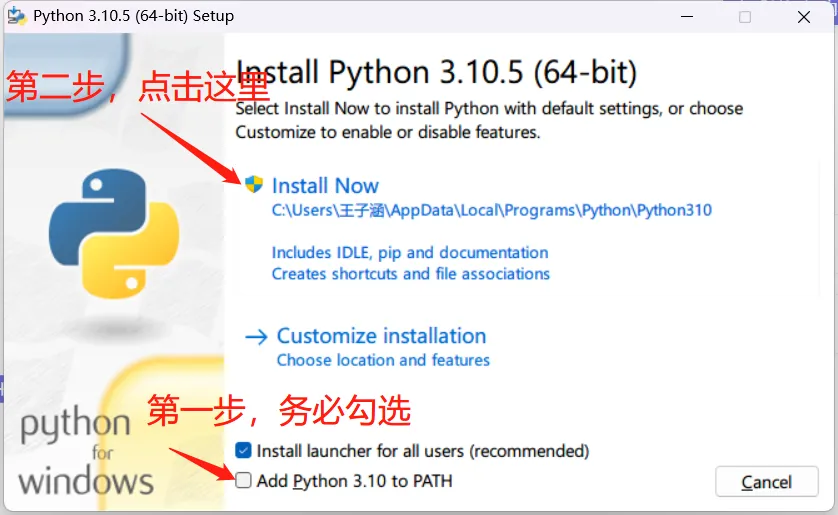 Python 3.10.5 (64-bit) Setup
Install Python 3.10.5 (64-bit)
第二步，点击这里
Select Install Now to install Python with default settings, or choose
Customize to enable or disable features.
Install Now
C:\Users\王子涵\AppData\Local\Programs\Python\Python310
Includes IDLE, pip and documentation
Creates shortcuts and file associations
Customize installation
Choose location and features
第一步，务必勾选
python
for
windows
Install launcher for all users (recommended)
Add Python 3.10 to PATH
Cancel